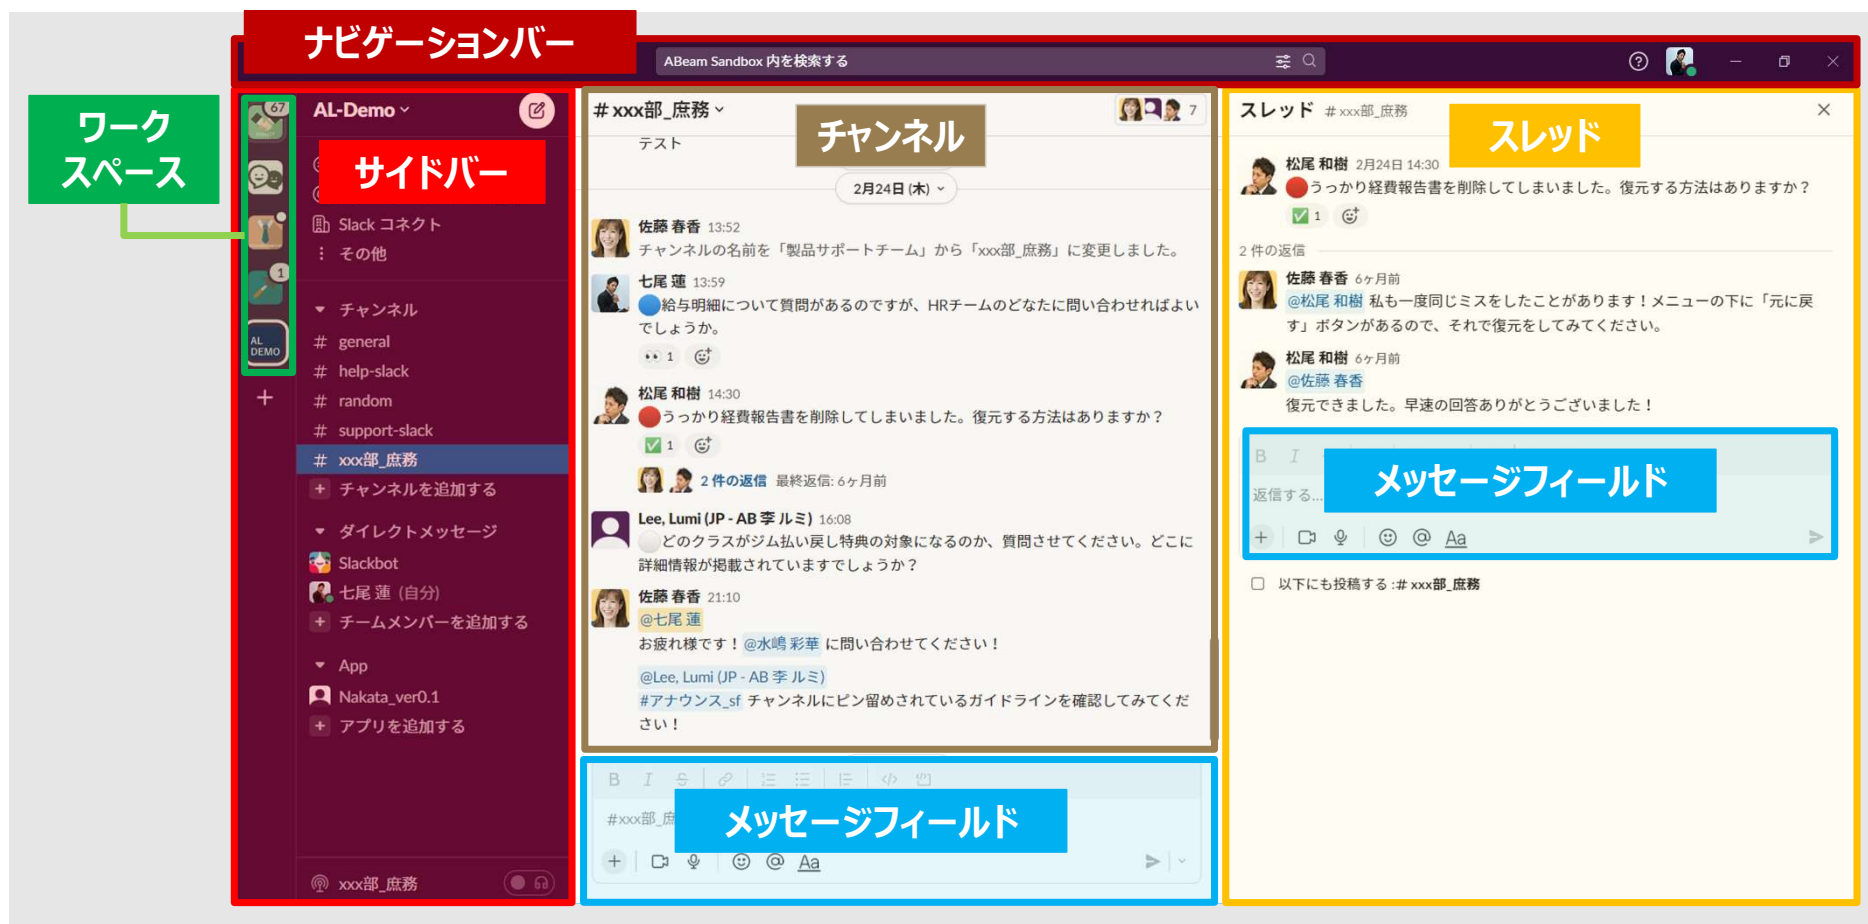 ナビゲーションバー
ABeam Sandbox 内を検索する
ワーク
スペース
67
1
AL
DEMO
AL-Demo
サイドバー
Slack コネクト
その他
チャンネル
# general
# help-slack
# random
# support-slack
# xxx部_庶務
+ チャンネルを追加する
ダイレクトメッセージ
Slackbot
七尾 蓮 (自分)
+ チームメンバーを追加する
App
Nakata_ver0.1
+ アプリを追加する
xxx部_庶務
# xxx部_庶務
7
チャンネル
テスト
2月24日 (木)
佐藤 春香 13:52
チャンネルの名前を「製品サポートチーム」から「xxx部_庶務」に変更しました。
七尾 蓮 13:59
🔵給与明細について質問があるのですが、HRチームのどなたに問い合わせればよい
でしょうか。
👀 1
松尾 和樹 14:30
🔴うっかり経費報告書を削除してしまいました。復元する方法はありますか？
✅ 1
2 件の返信 最終返信: 6ヶ月前
Lee, Lumi (JP - AB 李 ルミ) 16:08
⚪どのクラスがジム払い戻し特典の対象になるのか、質問させてください。どこに
詳細情報が掲載されていますでしょうか？
佐藤 春香 21:10
@七尾 蓮
お疲れ様です！@水嶋 彩華 に問い合わせてください！
@Lee, Lumi (JP - AB 李 ルミ)
#アナウンス_sf チャンネルにピン留めされているガイドラインを確認してみてくだ
さい！
B I S
#xxx部_庶
メッセージフィールド
+ @ Aa
スレッド # xxx部_庶務
スレッド
松尾 和樹 2月24日 14:30
🔴うっかり経費報告書を削除してしまいました。復元する方法はありますか？
✅ 1
2 件の返信
佐藤 春香 6ヶ月前
@松尾 和樹 私も一度同じミスをしたことがあります！メニューの下に「元に戻
す」ボタンがあるので、それで復元をしてみてください。
松尾 和樹 6ヶ月前
@佐藤 春香
復元できました。早速の回答ありがとうございました！
B I
返信する...
メッセージフィールド
+ @ Aa
以下にも投稿する :# xxx部_庶務